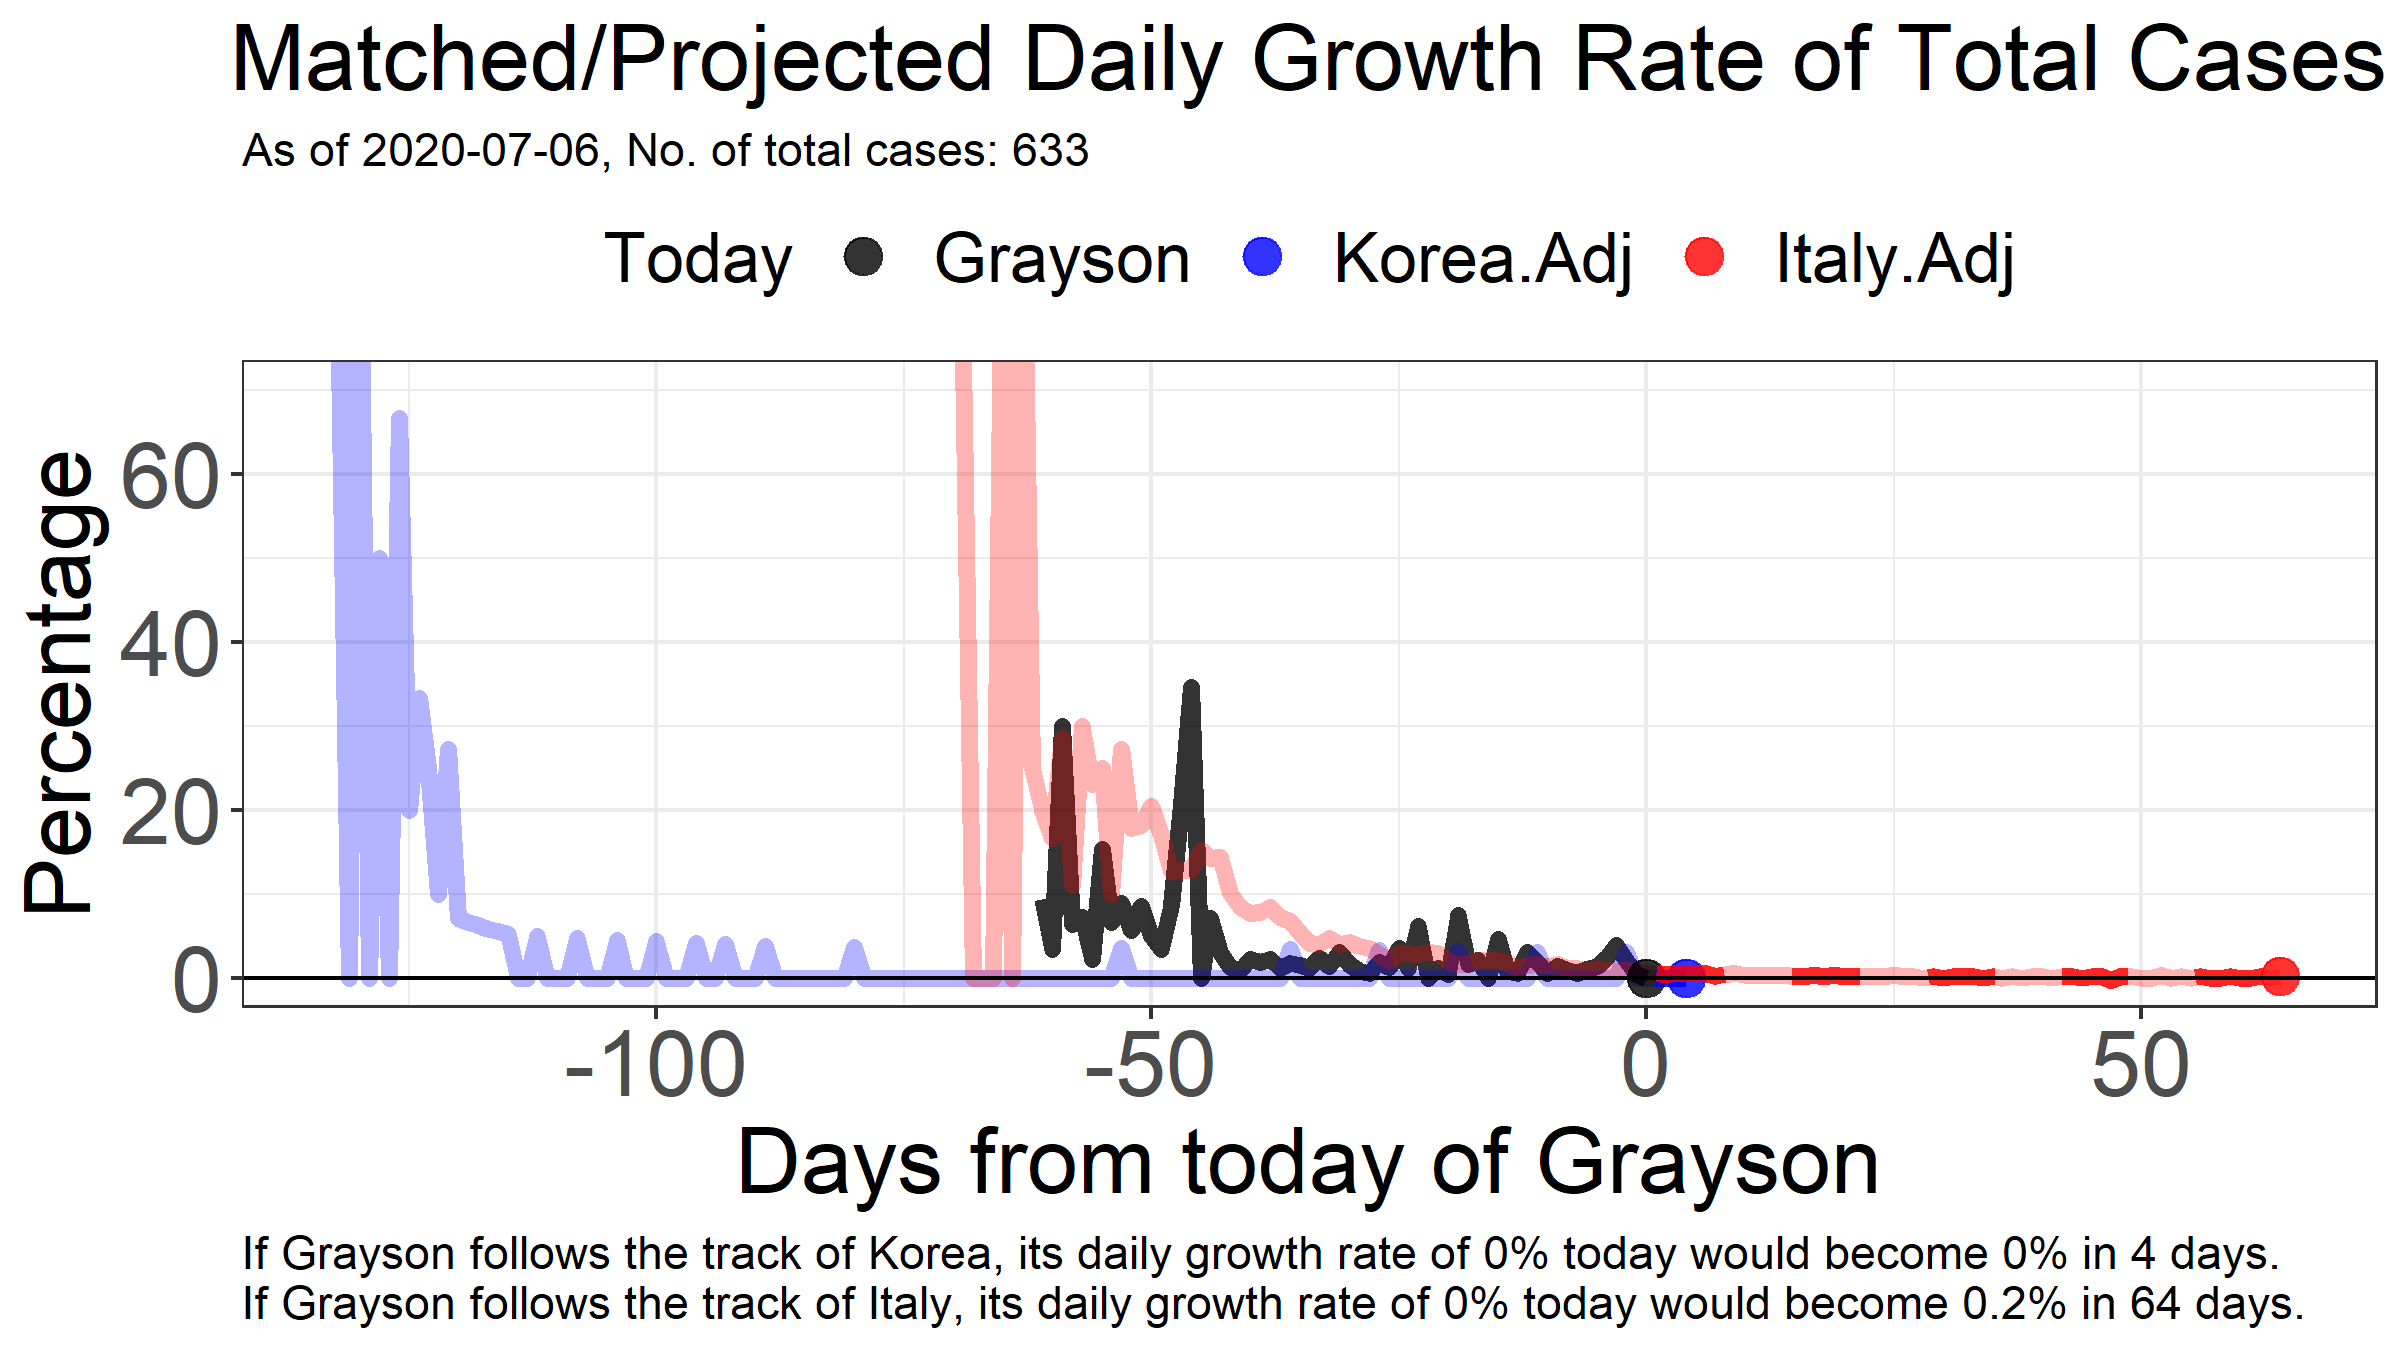 Matched/Projected Daily Growth Rate of Total Cases
As of 2020-07-06, No. of total cases: 633
Today Grayson Korea.Adj Italy.Adj
Percentage
60
40
20
0
-100 -50 0 50
Days from today of Grayson
If Grayson follows the track of Korea, its daily growth rate of 0% today would become 0% in 4 days.
If Grayson follows the track of Italy, its daily growth rate of 0% today would become 0.2% in 64 days.